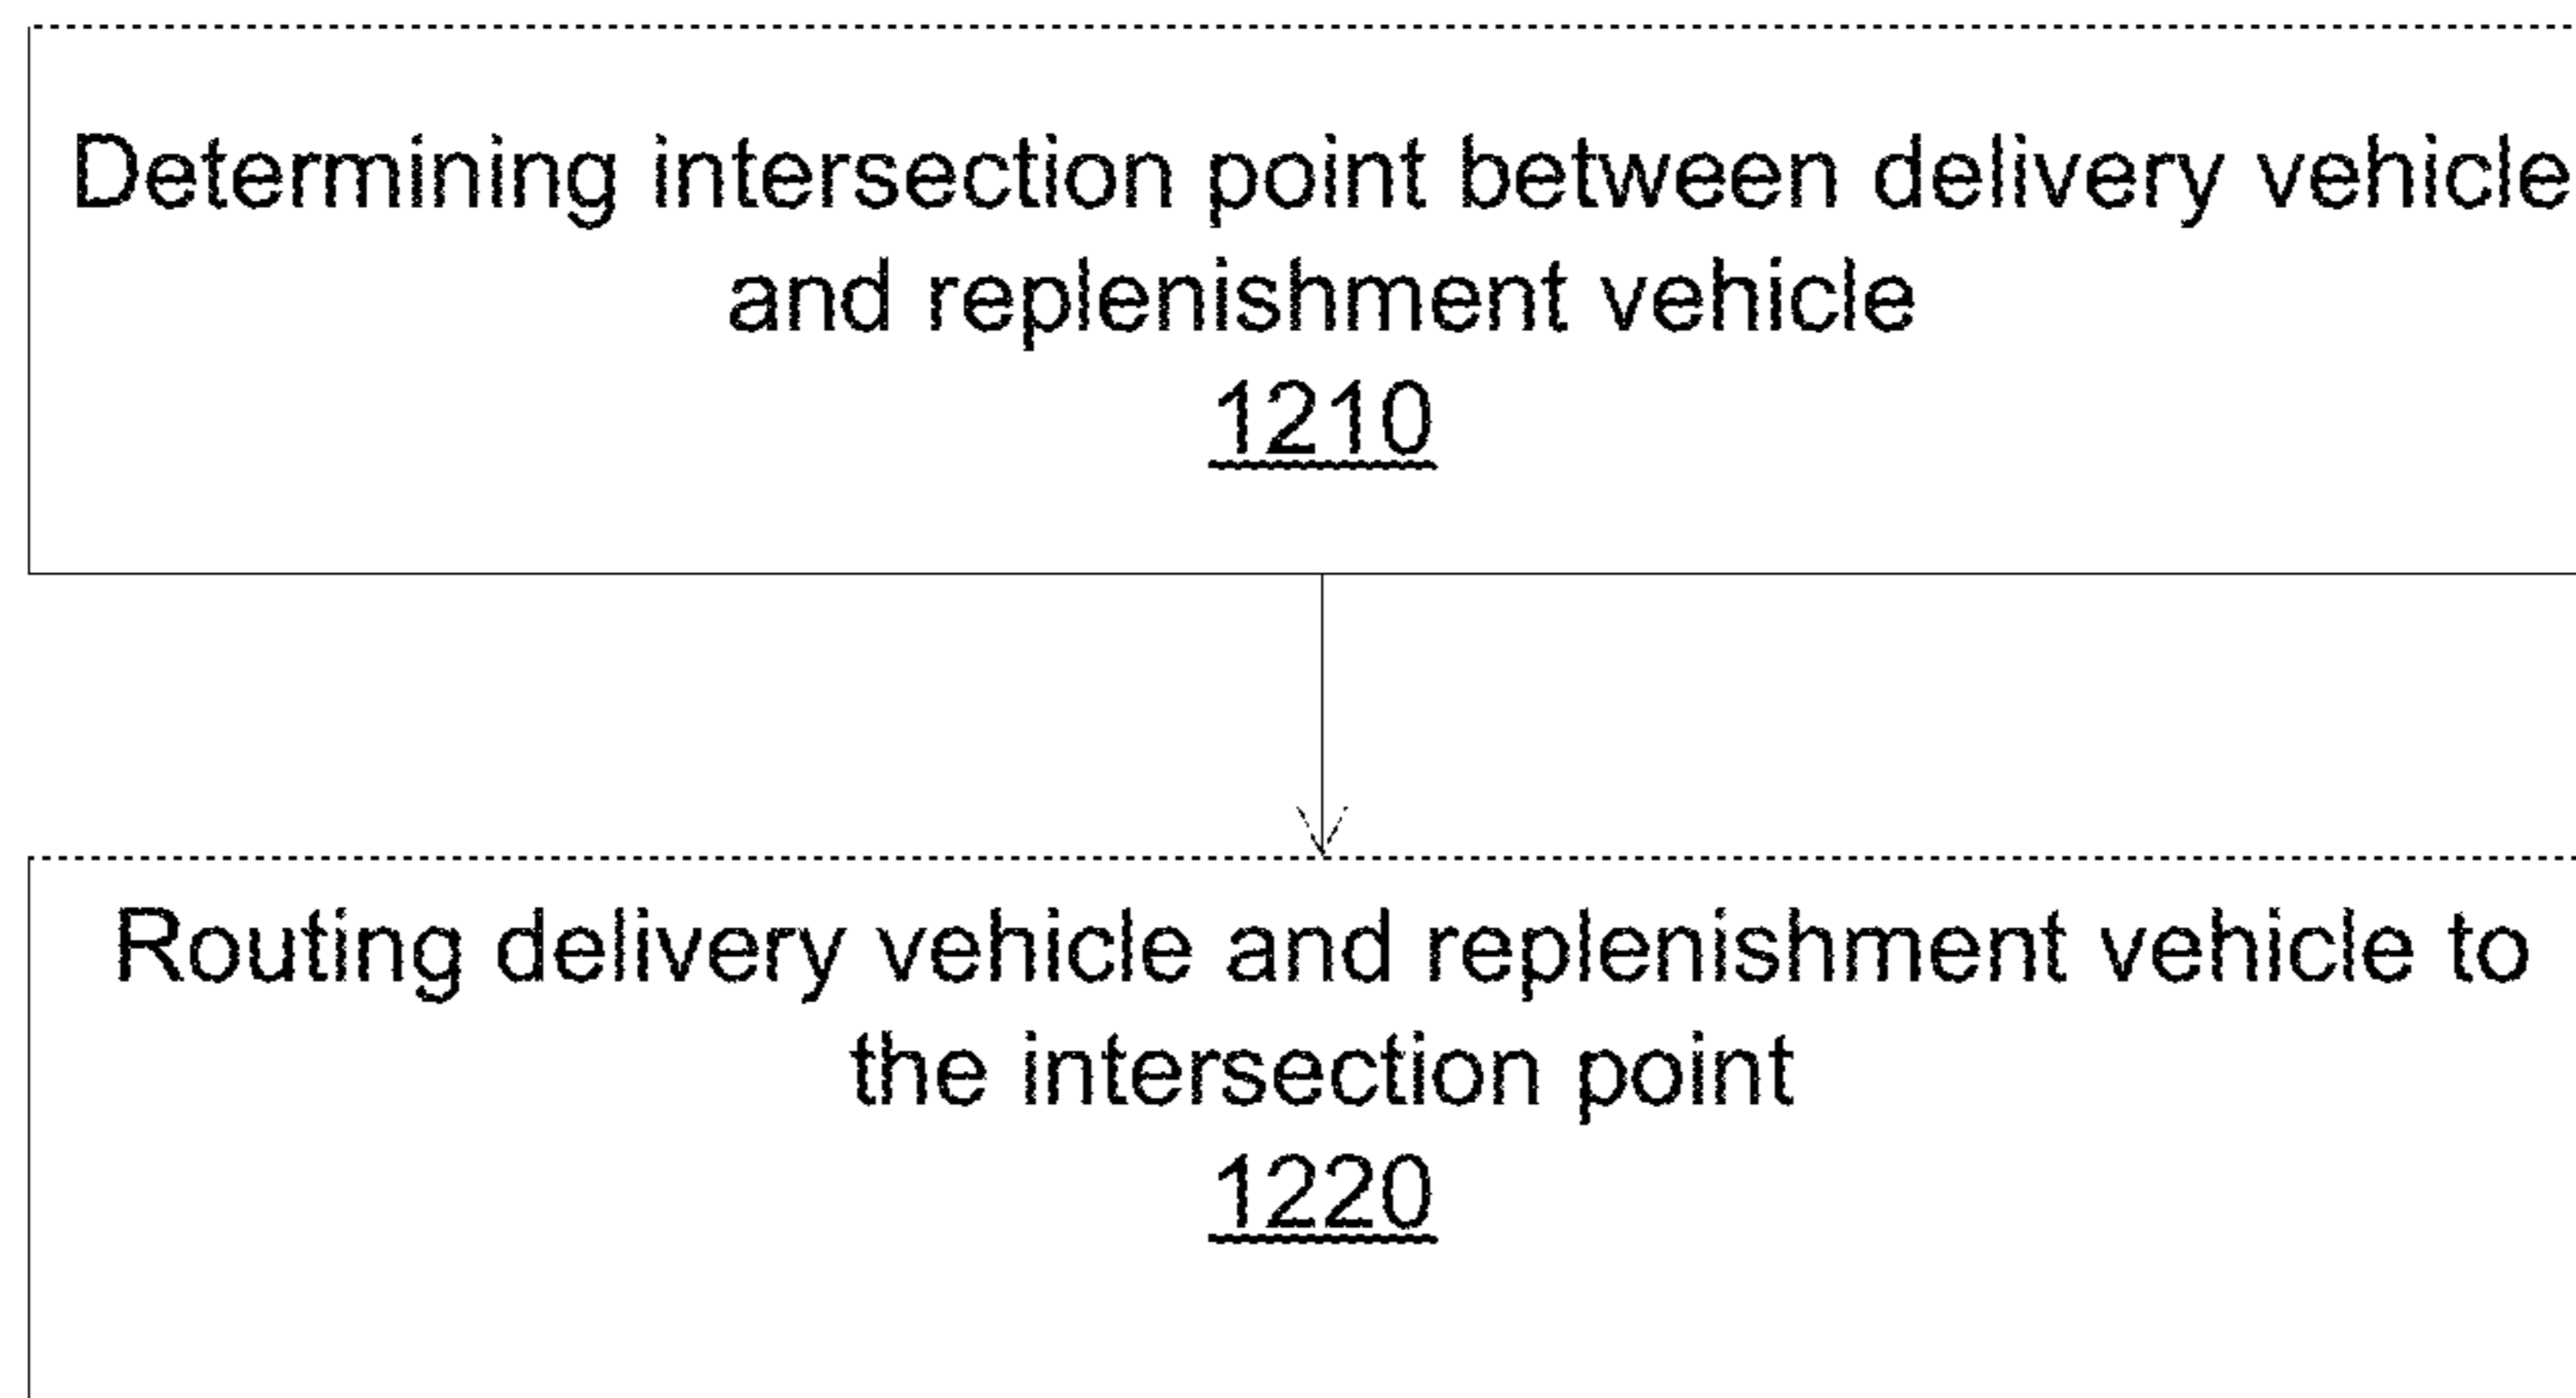 Determining intersection point between delivery vehicle
and replenishment vehicle
1210
Routing delivery vehicle and replenishment vehicle to
the intersection point
1220